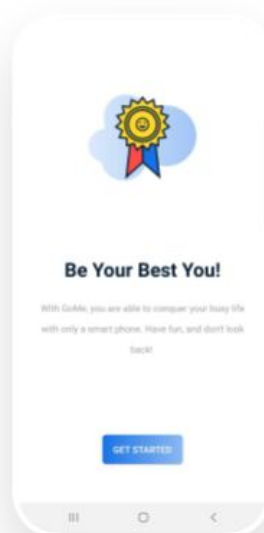 Be Your Best You!
With GoMe, you are able to conquer your busy life
with only a smart phone. Have fun, and don't look
back!
GET STARTED